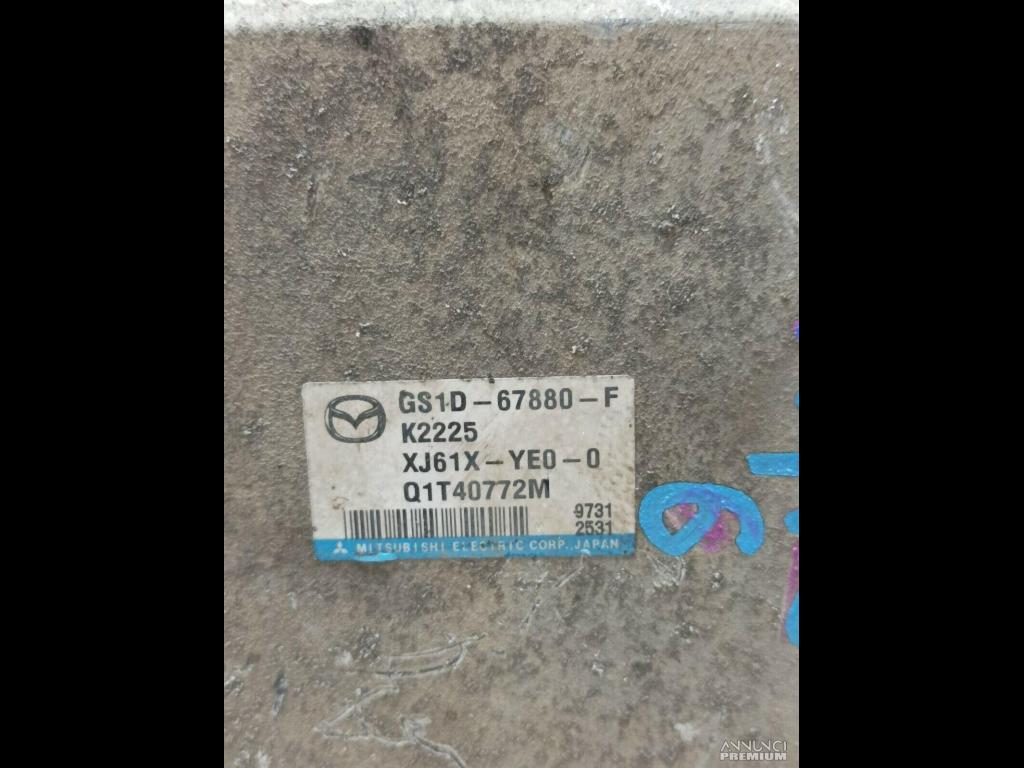 GS1D-67880-F
K2225
XJ61X-YE0-0
Q1T40772M
9731
2531
MITSUBISHI ELECTRIC CORP. JAPAN
ANNUNCI
PREMIUM